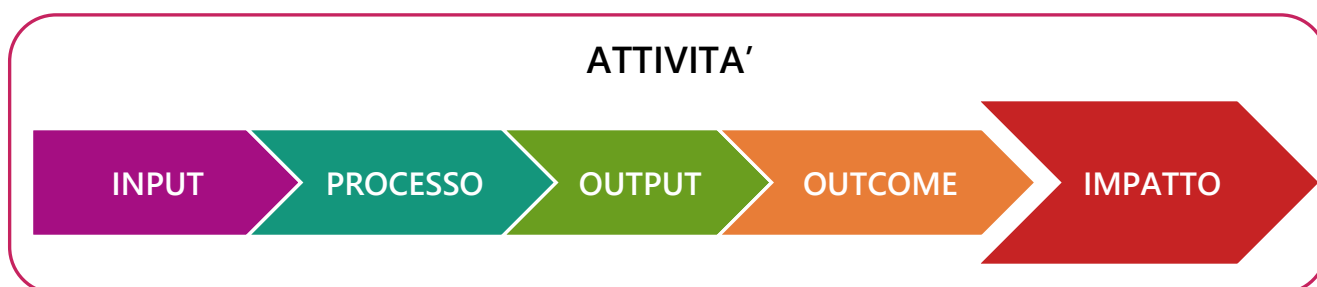 ATTIVITA’
INPUT
PROCESSO
OUTPUT
OUTCOME
IMPATTO